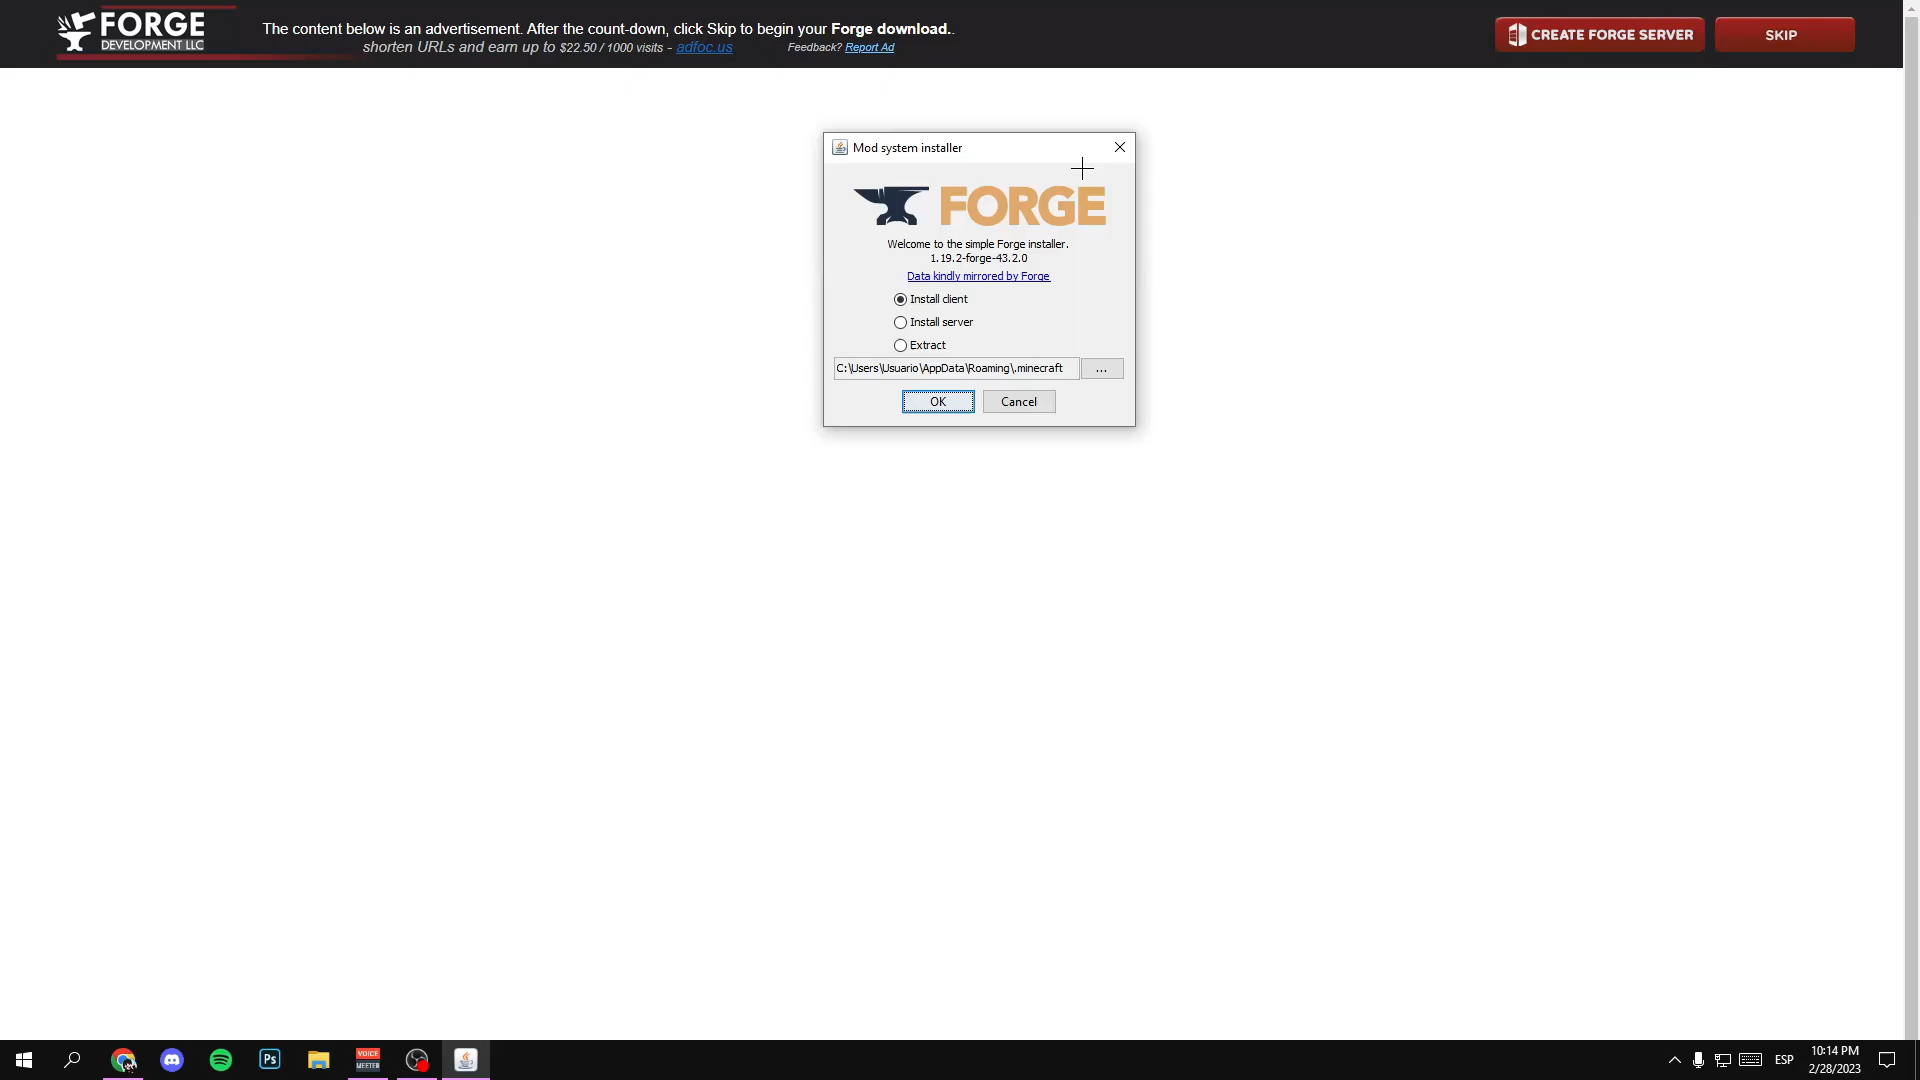 FORGE
DEVELOPMENT LLC
The content below is an advertisement. After the count-down, click Skip to begin your Forge download..
shorten URLs and earn up to $22.50 / 1000 visits - adfoc.us
Feedback? Report Ad
CREATE FORGE SERVER
SKIP
Mod system installer
FORGE
Welcome to the simple Forge installer.
1.19.2-forge-43.2.0
Data kindly mirrored by Forge
Install client
Install server
Extract
C:\Users\Usuario\AppData\Roaming\.minecraft
...
OK
Cancel
Ps
VOICE
MEETER
ESP
10:14 PM
2/28/2023